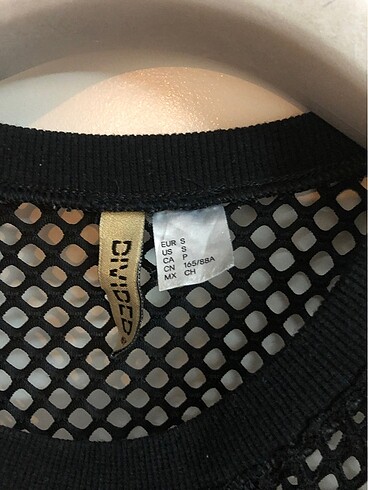 DIVIDED
EUR S
US S
CA P
CN 165/88A
MX CH